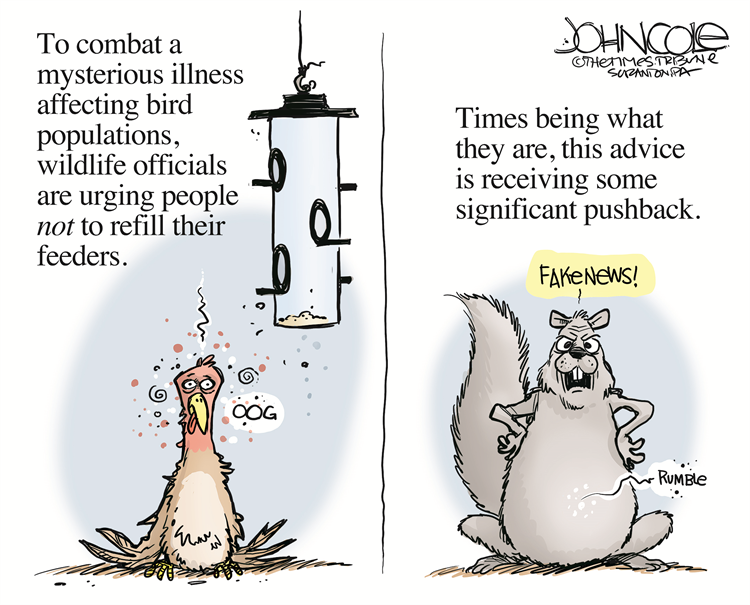 To combat a
mysterious illness
affecting bird
populations,
wildlife officials
are urging people
not to refill their
feeders.
OOG
JOHN COLE
©THE TIMES-TRIBUNE
SCRANTON, PA
Times being what
they are, this advice
is receiving some
significant pushback.
FAKE NEWS!
RUMBLE